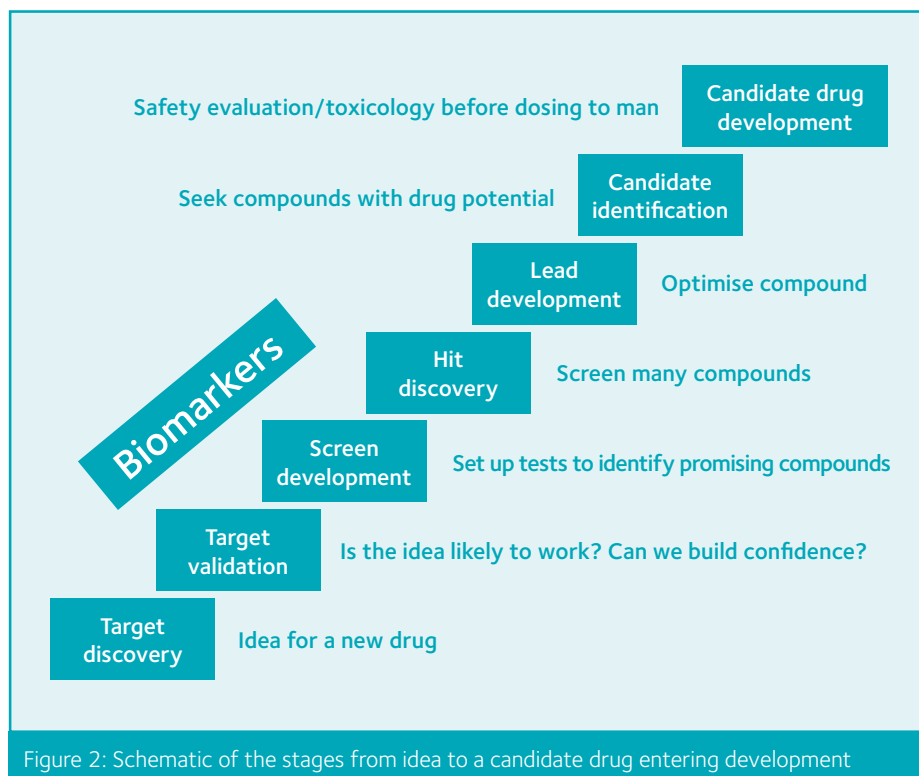 Safety evaluation/toxicology before dosing to man
Candidate drug
development
Seek compounds with drug potential
Candidate
identification
Lead
development
Optimise compound
Biomarkers
Hit
discovery
Screen many compounds
Screen
development
Set up tests to identify promising compounds
Target
validation
Is the idea likely to work? Can we build confidence?
Target
discovery
Idea for a new drug
Figure 2: Schematic of the stages from idea to a candidate drug entering development